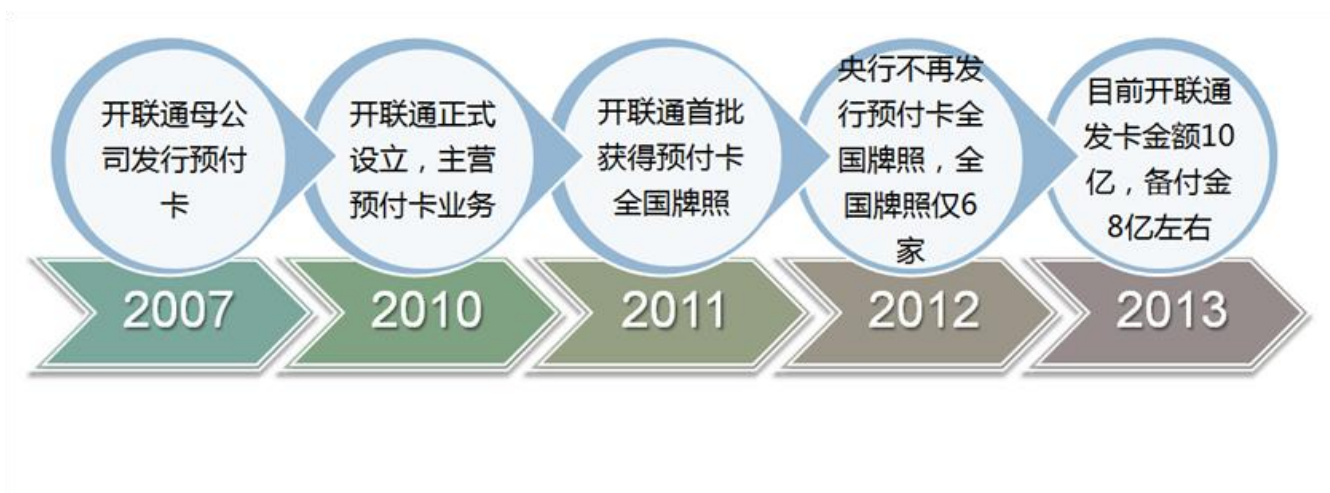 开联通母公
司发行预付
卡
开联通正式
设立，主营
预付卡业务
开联通首批
获得预付卡
全国牌照
央行不再发
行预付卡全
国牌照，全
国牌照仅6
家
目前开联通
发卡金额10
亿，备付金
8亿左右
2007
2010
2011
2012
2013